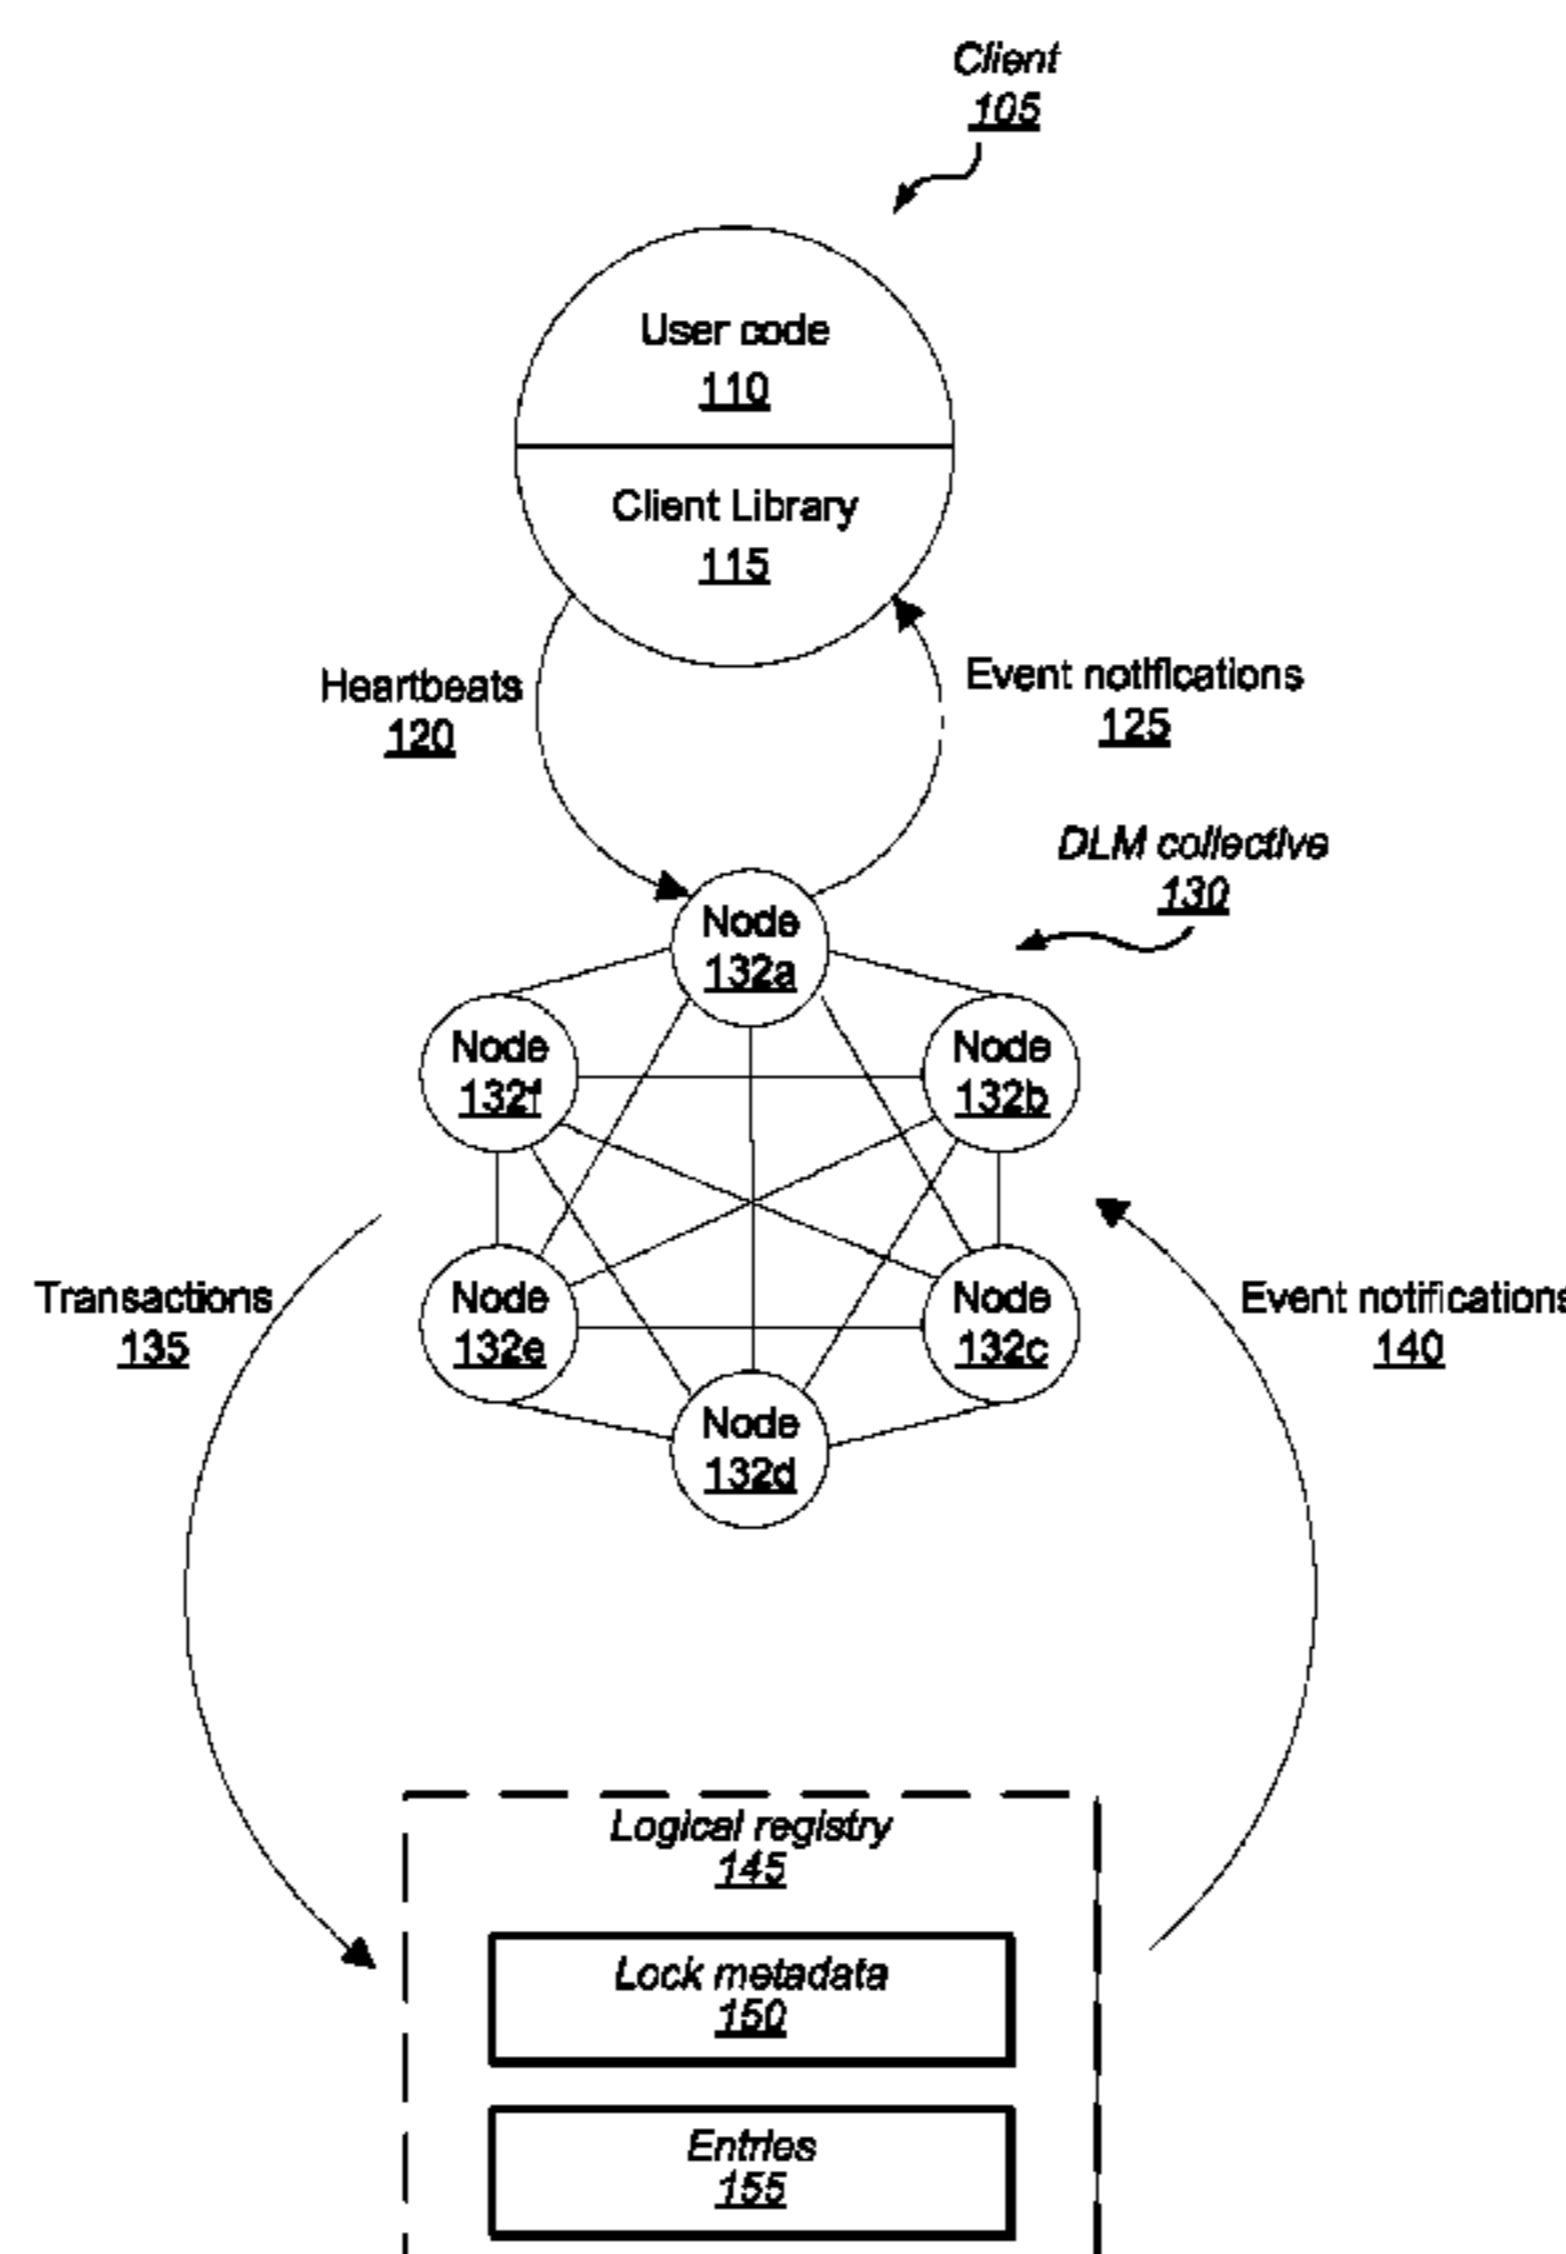 Client
105
User code
110
Client Library
115
Heartbeats
120
Event notifications
125
DLM collective
130
Node
132a
Node
132f
Node
132b
Transactions
135
Node
132e
Node
132c
Event notifications
140
Node
132d
Logical registry
145
Lock metadata
150
Entries
155